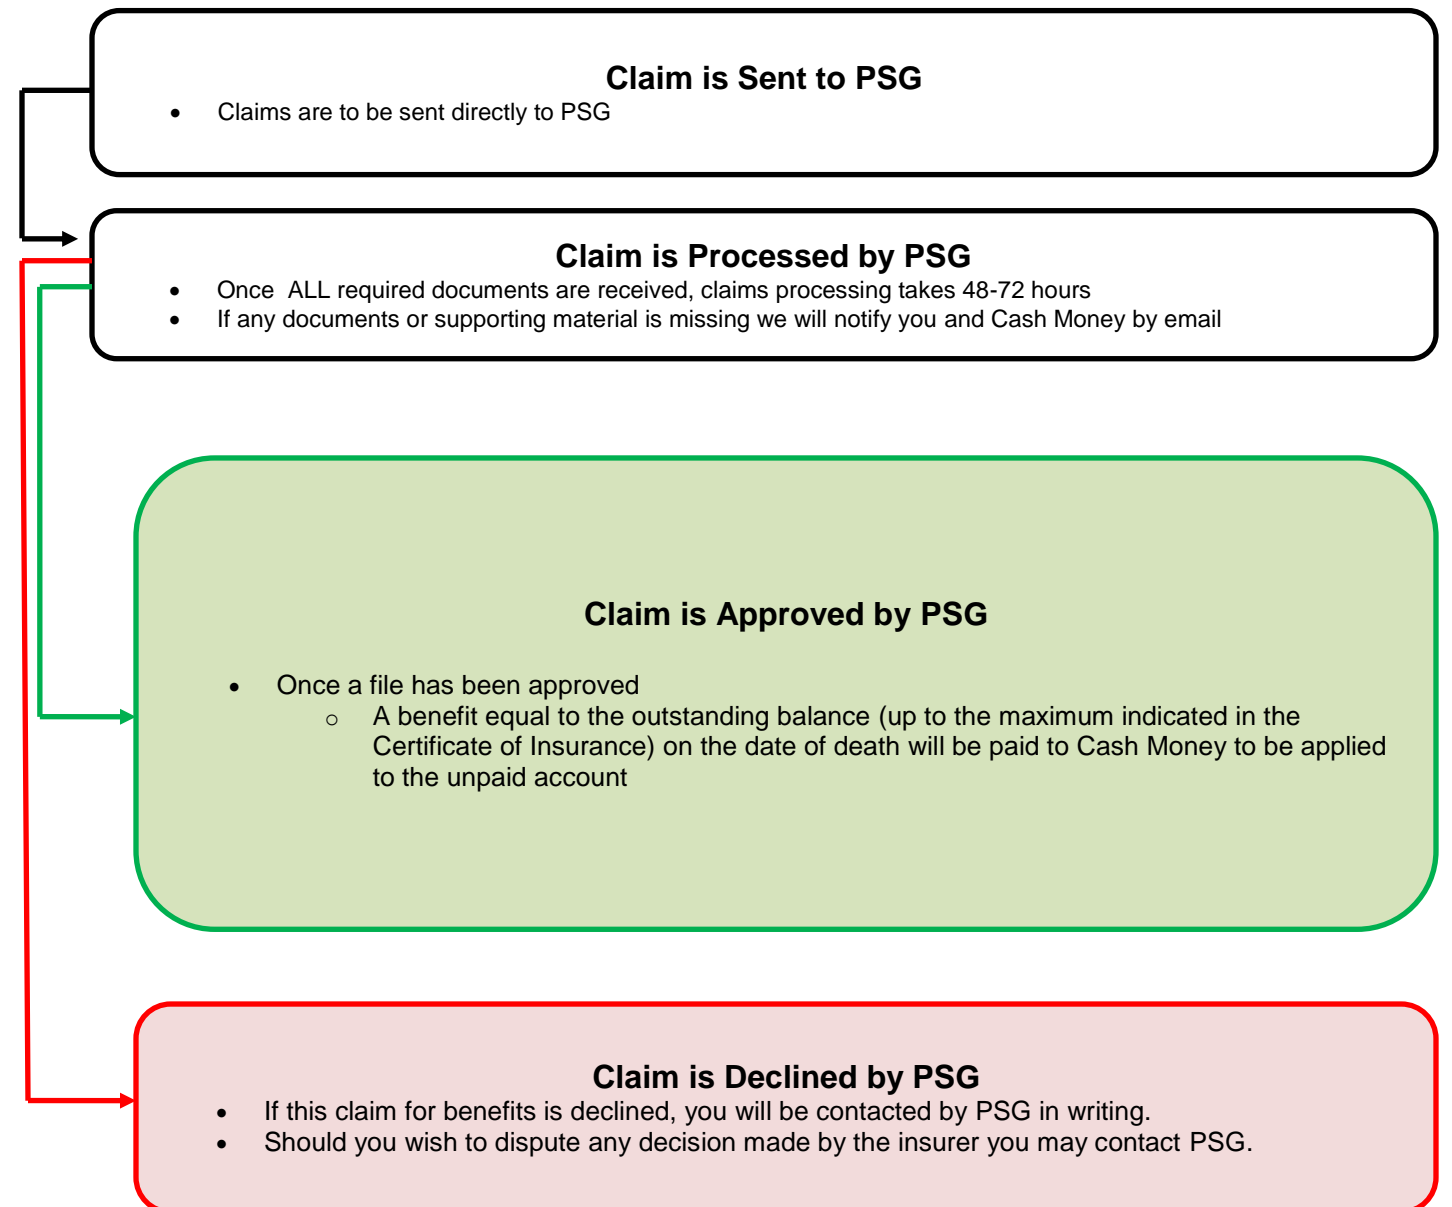 Claim is Sent to PSG
• Claims are to be sent directly to PSG
Claim is Processed by PSG
• Once ALL required documents are received, claims processing takes 48-72 hours
• If any documents or supporting material is missing we will notify you and Cash Money by email
Claim is Approved by PSG
• Once a file has been approved
o A benefit equal to the outstanding balance (up to the maximum indicated in the
Certificate of Insurance) on the date of death will be paid to Cash Money to be applied
to the unpaid account
Claim is Declined by PSG
• If this claim for benefits is declined, you will be contacted by PSG in writing.
• Should you wish to dispute any decision made by the insurer you may contact PSG.